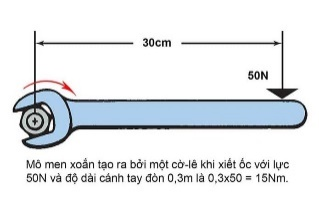 30cm
50N
Mô men xoắn tạo ra bởi một cờ-lê khi xiết ốc với lực
50N và độ dài cánh tay đòn 0,3m là 0,3x50 = 15Nm.